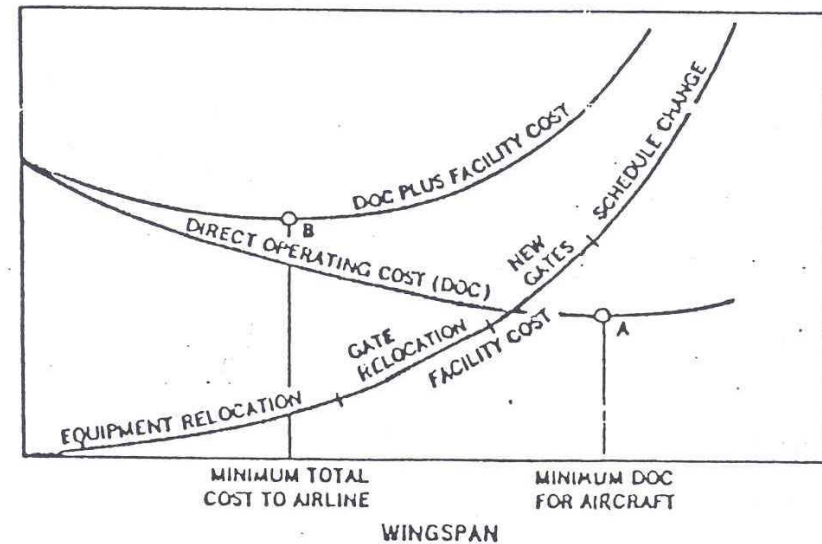 SCHEDULE CHANGE
DOC PLUS FACILITY COST
B
DIRECT OPERATING COST (DOC)
NEW
GATES
GATE
RELOCATION
FACILITY COST
A
EQUIPMENT RELOCATION
MINIMUM TOTAL
COST TO AIRLINE
MINIMUM DOC
FOR AIRCRAFT
WINGSPAN